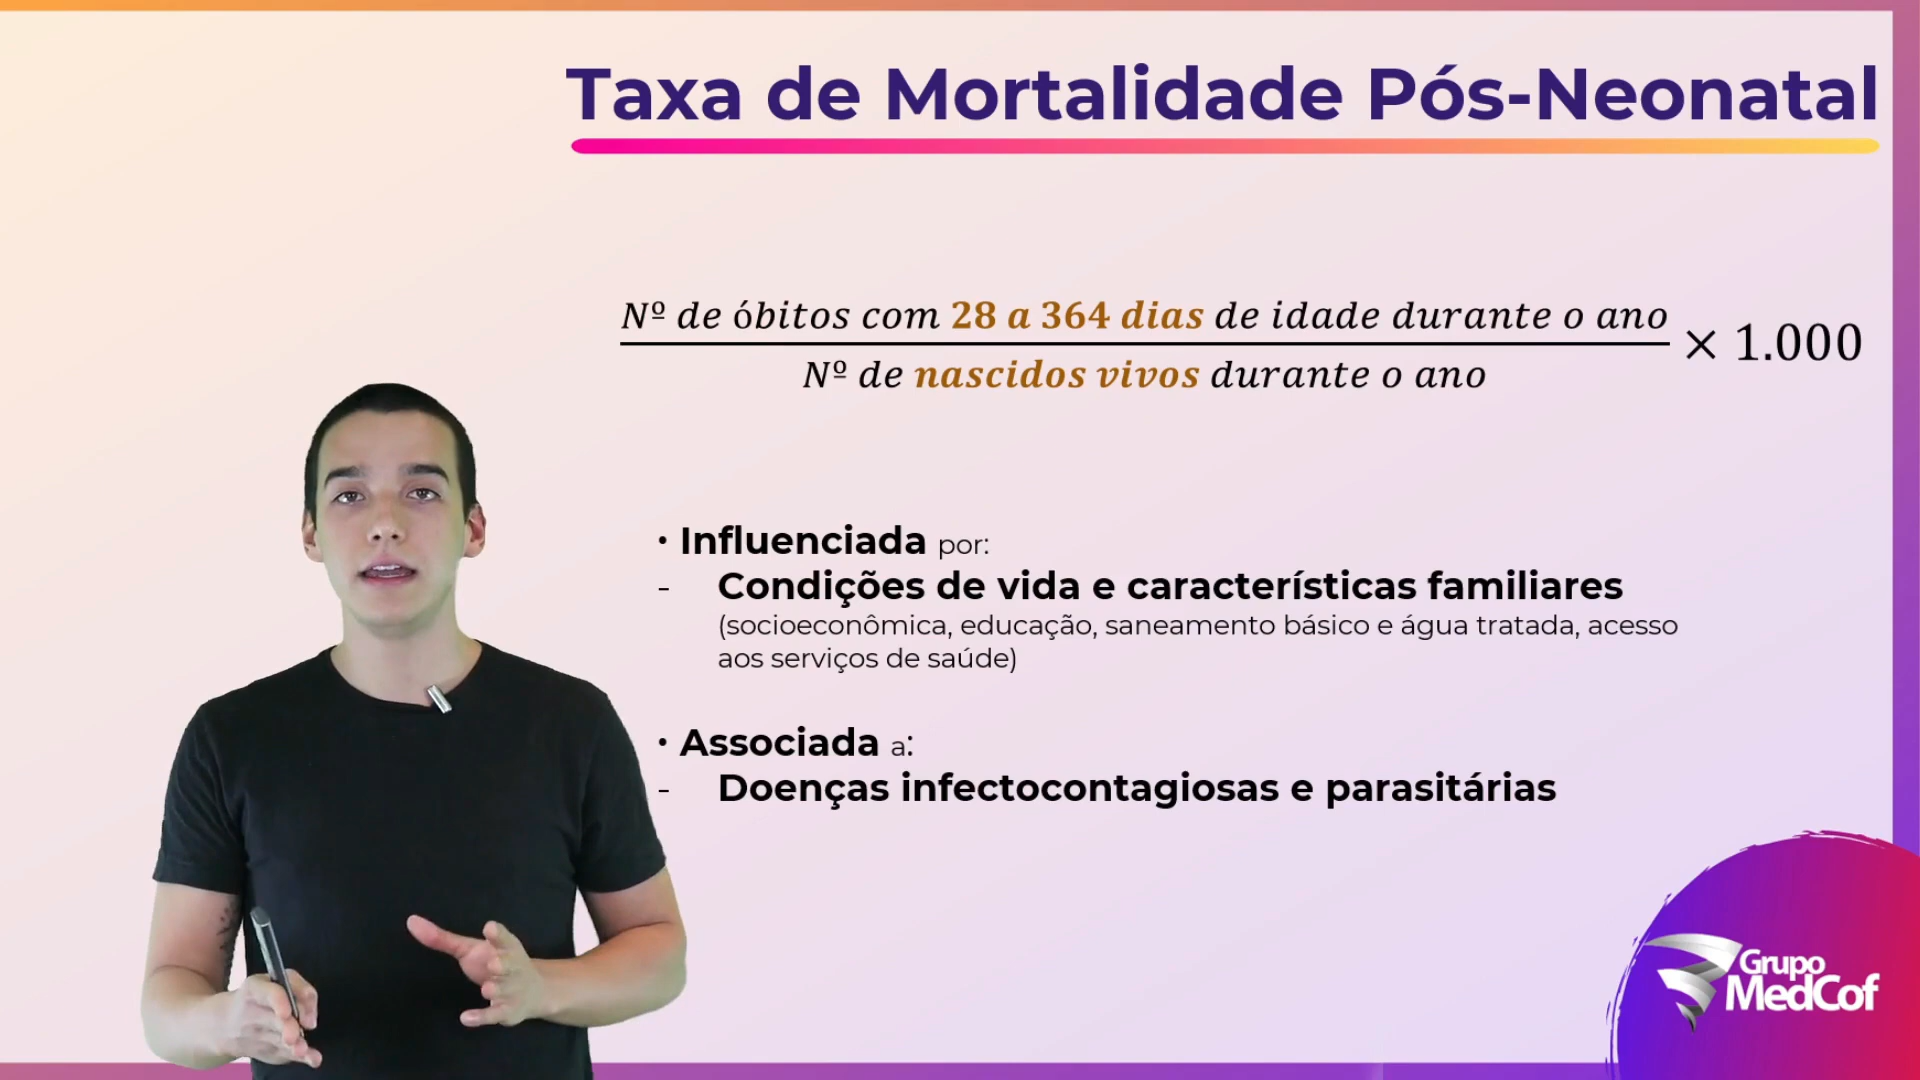 Taxa de Mortalidade Pós-Neonatal
Nº de óbitos com 28 a 364 dias de idade durante o ano
Nº de nascidos vivos durante o ano
× 1.000
• Influenciada por:
- Condições de vida e características familiares
(socioeconômica, educação, saneamento básico e água tratada, acesso
aos serviços de saúde)
• Associada a:
- Doenças infectocontagiosas e parasitárias
Grupo
MedCof